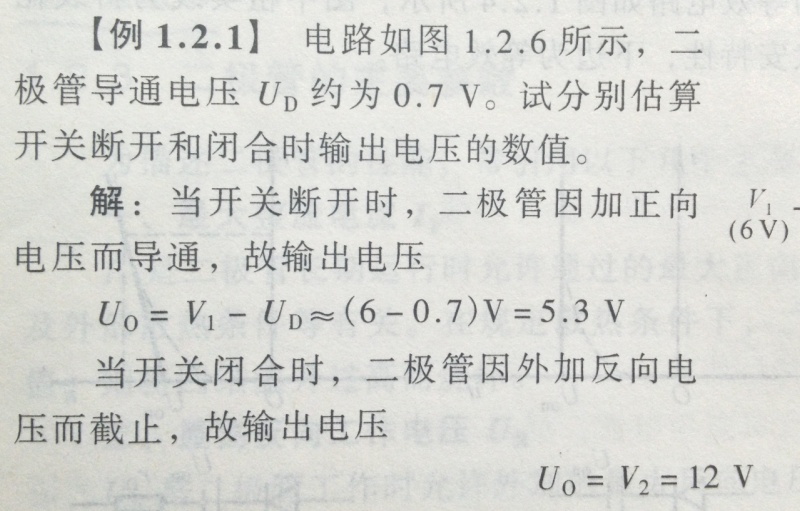 【例 1.2.1】 电路如图 1.2.6 所示，二
极管导通电压 U_D 约为 0.7 V。试分别估算
开关断开和闭合时输出电压的数值。
解：当开关断开时，二极管因加正向
V_1
(6 V)
电压而导通，故输出电压
U_O = V_1 - U_D ≈ (6 - 0.7) V = 5.3 V
当开关闭合时，二极管因外加反向电
压而截止，故输出电压
U_O = V_2 = 12 V